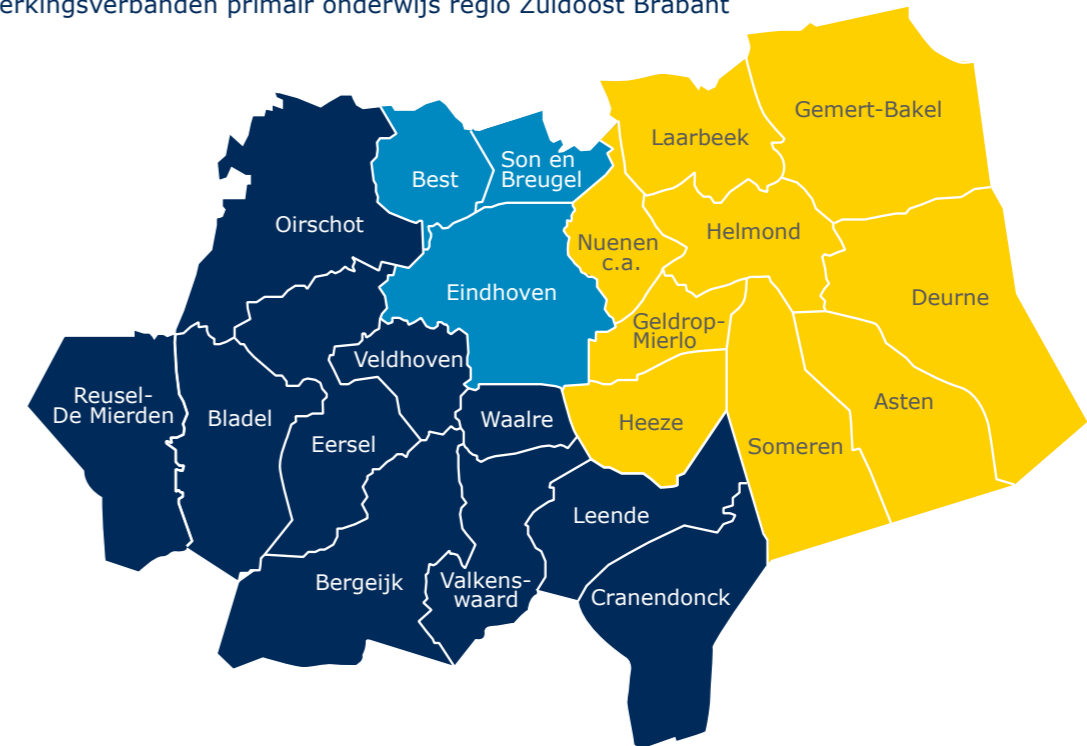 erkingsverbanden primair onderwijs regio Zuidoost Brabant
Gemert-Bakel
Laarbeek
Son en
Breugel
Best
Oirschot
Helmond
Nuenen
c.a.
Eindhoven
Deurne
Geldrop-
Mierlo
Veldhoven
Reusel-
De Mierden
Bladel
Asten
Waalre
Heeze
Eersel
Someren
Leende
Bergeijk
Valkens-
waard
Cranendonck